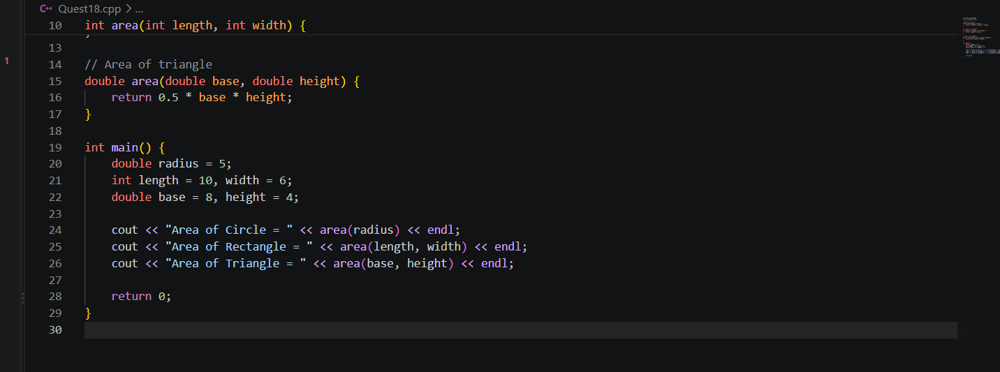 Quest18.cpp > ...
10 int area(int length, int width) {
}
13
1
14 // Area of triangle
15 double area(double base, double height) {
16     return 0.5 * base * height;
17 }
18
19 int main() {
20     double radius = 5;
21     int length = 10, width = 6;
22     double base = 8, height = 4;
23
24     cout << "Area of Circle = " << area(radius) << endl;
25     cout << "Area of Rectangle = " << area(length, width) << endl;
26     cout << "Area of Triangle = " << area(base, height) << endl;
27
28     return 0;
29 }
30